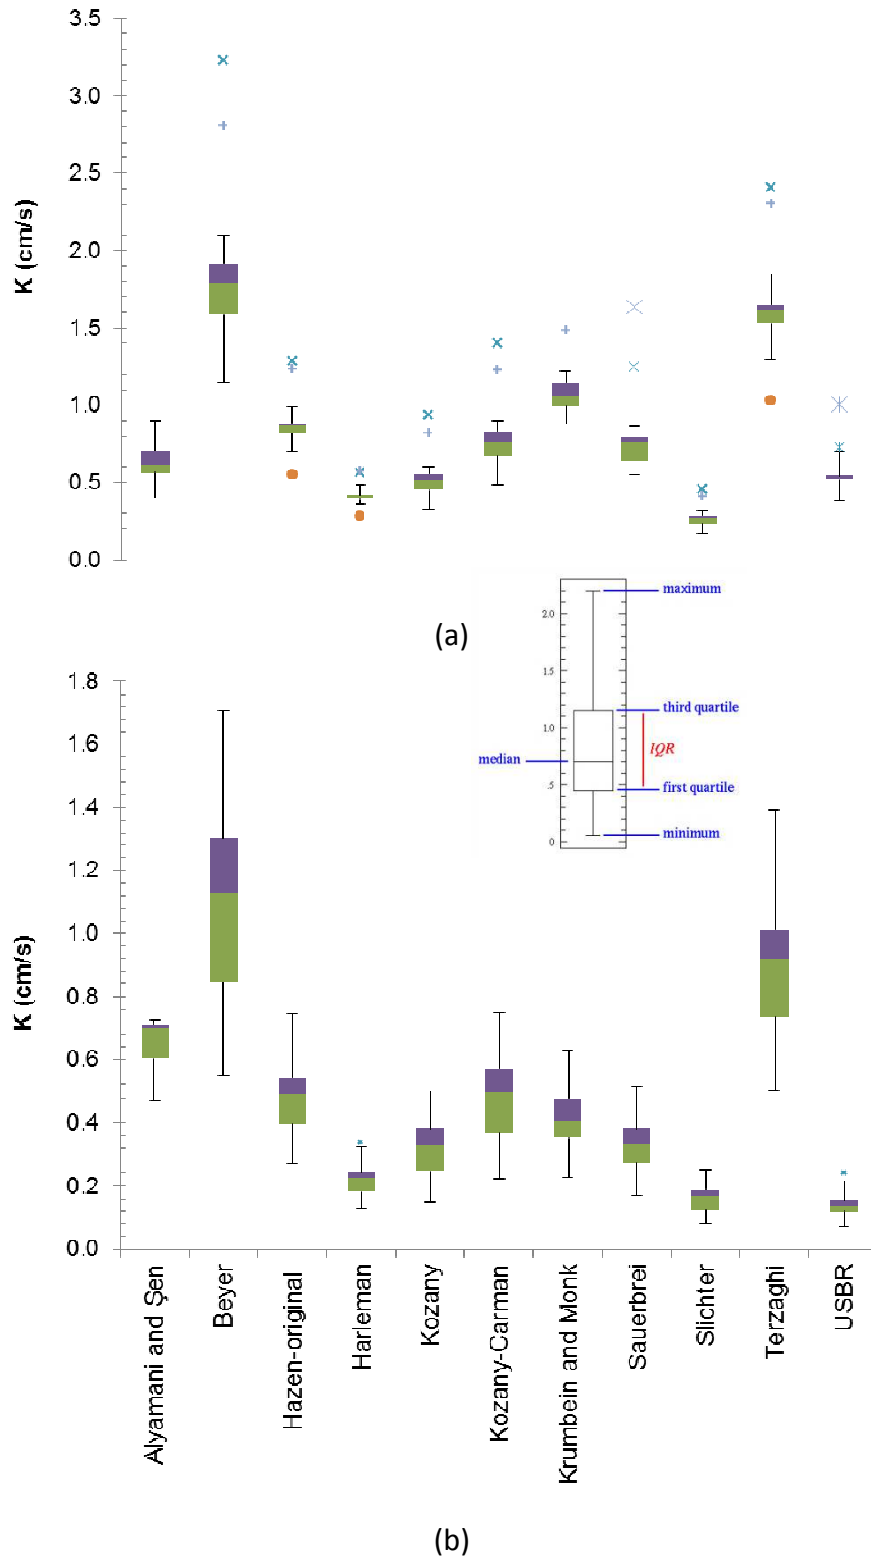 3.5
3.0
2.5
2.0
1.5
1.0
0.5
0.0
K (cm/s)
(a)
maximum
third quartile
IQR
median
first quartile
minimum
2.0
1.5
1.0
.5
0
1.8
1.6
1.4
1.2
1.0
0.8
0.6
0.4
0.2
0.0
K (cm/s)
Alyamani and Şen
Beyer
Hazen-original
Harleman
Kozany
Kozany-Carman
Krumbein and Monk
Sauerbrei
Slichter
Terzaghi
USBR
(b)